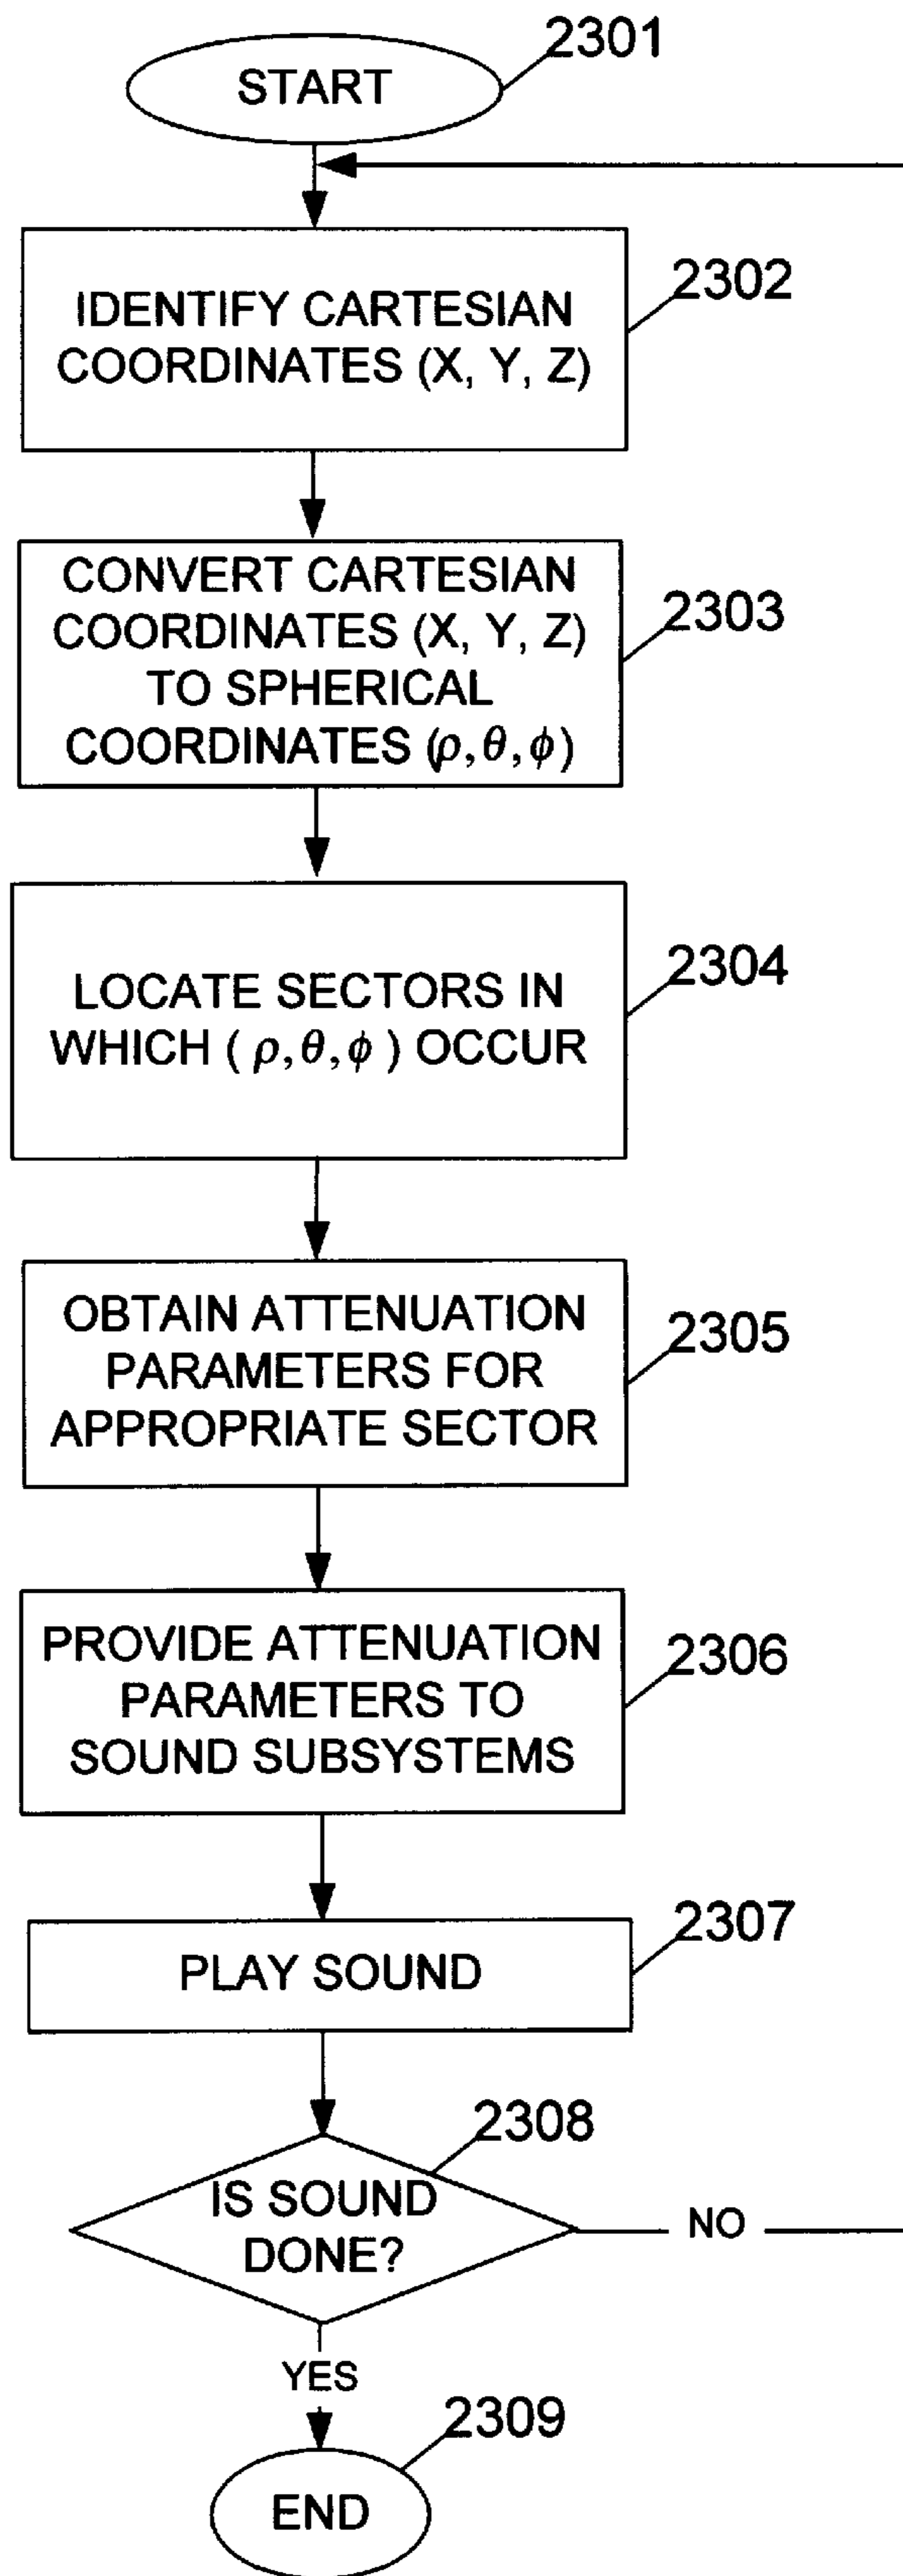 2301
START
2302
IDENTIFY CARTESIAN
COORDINATES (X, Y, Z)
2303
CONVERT CARTESIAN
COORDINATES (X, Y, Z)
TO SPHERICAL
COORDINATES (ρ, θ, ϕ)
2304
LOCATE SECTORS IN
WHICH ( ρ, θ, ϕ ) OCCUR
2305
OBTAIN ATTENUATION
PARAMETERS FOR
APPROPRIATE SECTOR
2306
PROVIDE ATTENUATION
PARAMETERS TO
SOUND SUBSYSTEMS
2307
PLAY SOUND
2308
IS SOUND
DONE?
NO
YES
2309
END